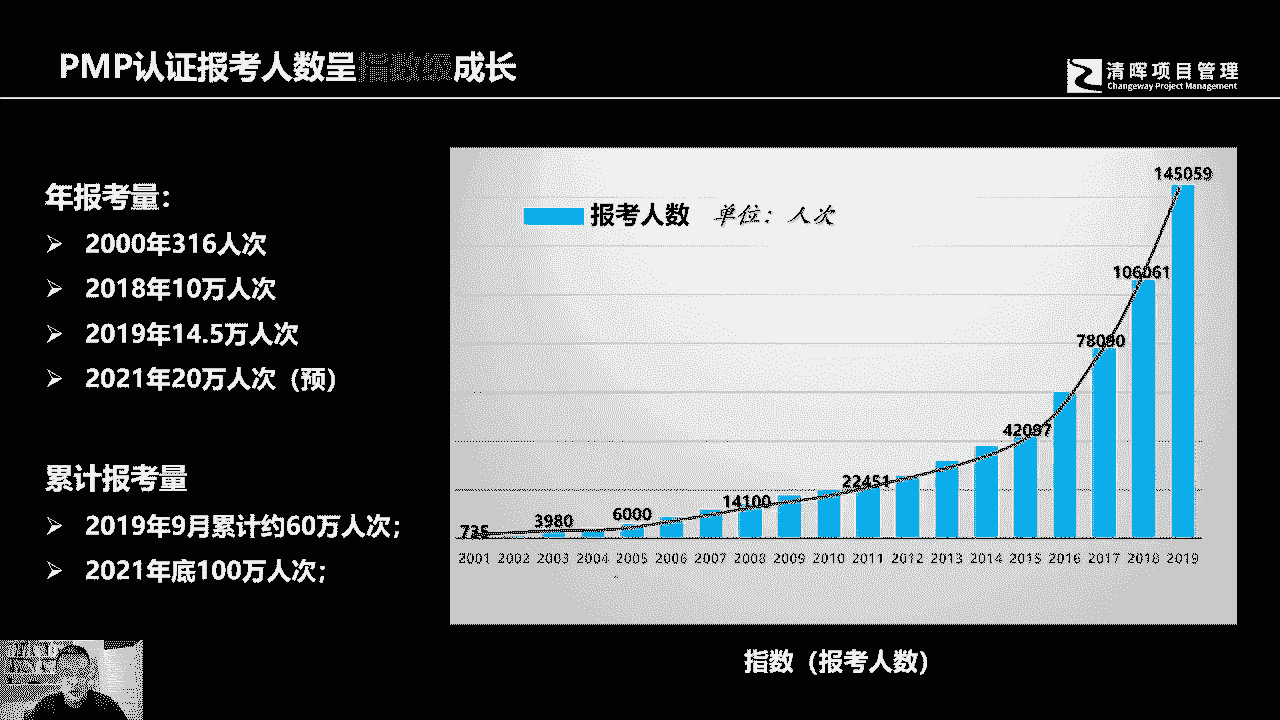 PMP认证报考人数呈指数级成长
清晖项目管理
Changeway Project Management
年报考量：
2000年316人次
2018年10万人次
2019年14.5万人次
2021年20万人次（预）
累计报考量
2019年9月累计约60万人次；
2021年底100万人次；
报考人数 单位：人次
145059
106061
78090
42097
22451
14100
6000
3980
735
2001 2002 2003 2004 2005 2006 2007 2008 2009 2010 2011 2012 2013 2014 2015 2016 2017 2018 2019
指数（报考人数）